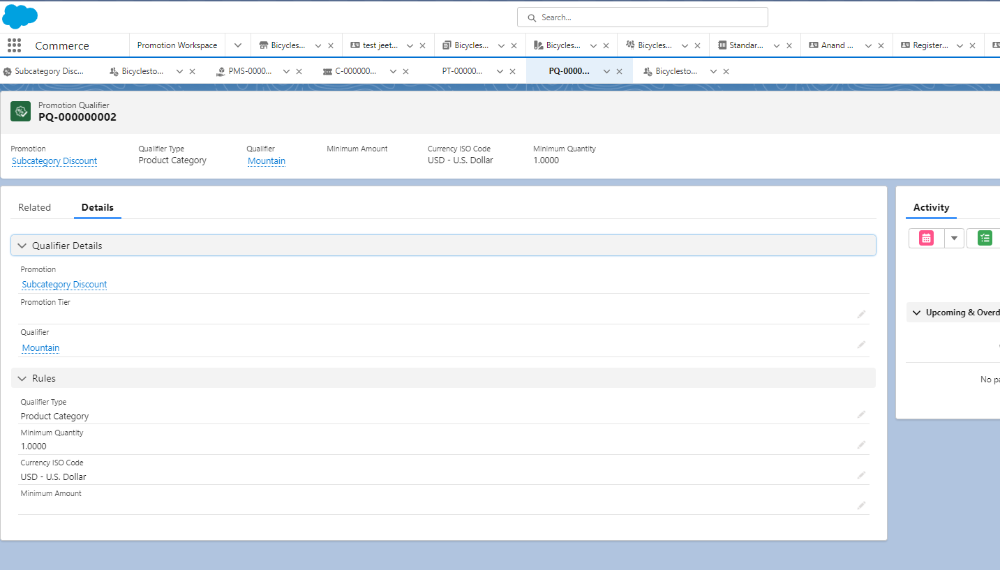 Search...
Commerce Promotion Workspace Bicycles... test jeet... Bicycles... Bicycles... Bicycles... Standar... Anand ... Register...
Subcategory Disc... Bicyclesto... PMS-0000... C-000000... PT-00000... PQ-0000... Bicyclesto...
Promotion Qualifier
PQ-000000002
Promotion Qualifier Type Qualifier Minimum Amount Currency ISO Code Minimum Quantity
Subcategory Discount Product Category Mountain USD - U.S. Dollar 1.0000
Related Details Activity
Qualifier Details
Promotion
Subcategory Discount
Promotion Tier
Upcoming & Overd
Qualifier
Mountain
Rules
No pa
Qualifier Type
Product Category
Minimum Quantity
1.0000
Currency ISO Code
USD - U.S. Dollar
Minimum Amount